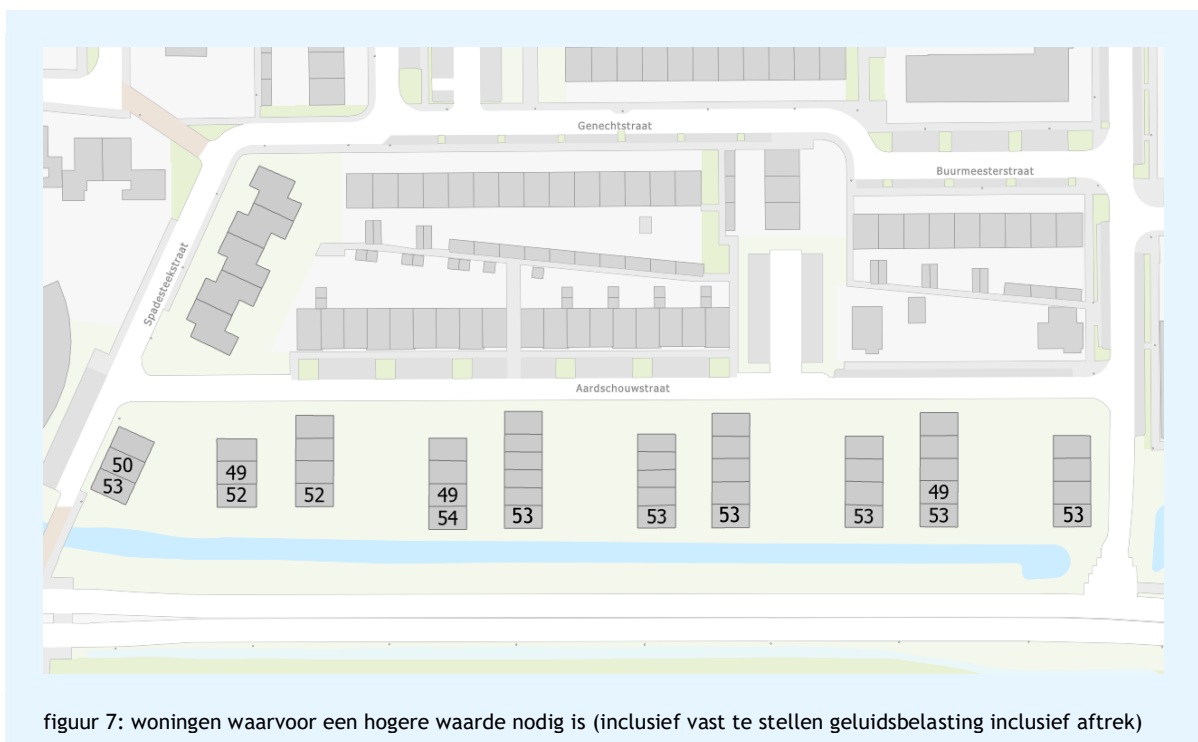 Genechtstraat
Buurmeesterstraat
Spadesteekstraat
Aardschouwstraat
50
53
49
52
52
49
54
53
53
53
53
49
53
53
figuur 7: woningen waarvoor een hogere waarde nodig is (inclusief vast te stellen geluidsbelasting inclusief aftrek)